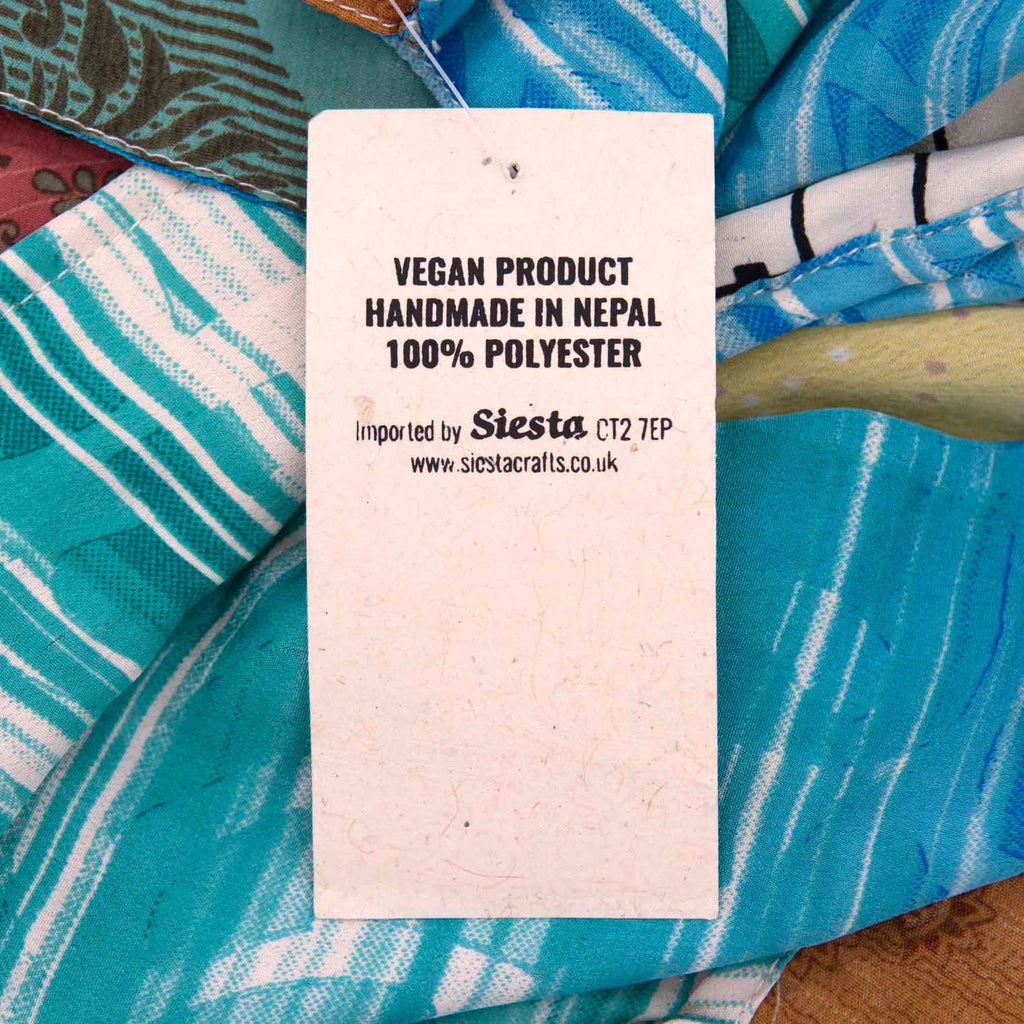 VEGAN PRODUCT
HANDMADE IN NEPAL
100% POLYESTER
Imported by Siesta CT2 7EP
www.siestacrafts.co.uk